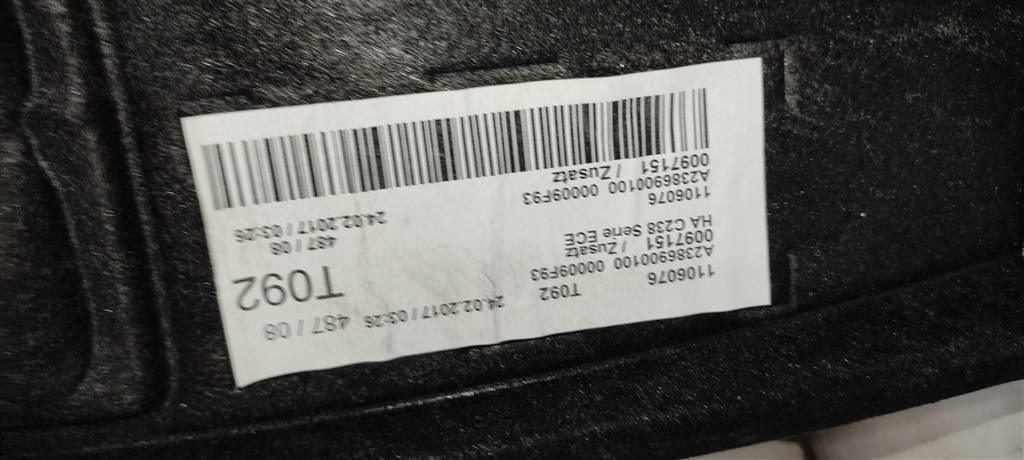 1106076 T092 24.02.2017 / 03:26 487 / 08
A2386900100 00009F93
0097151 / Zusatz
HA C238 Serie ECE
T092
487 / 08
24.02.2017 / 03:26
1106076
A2386900100 00009F93
0097151 / Zusatz